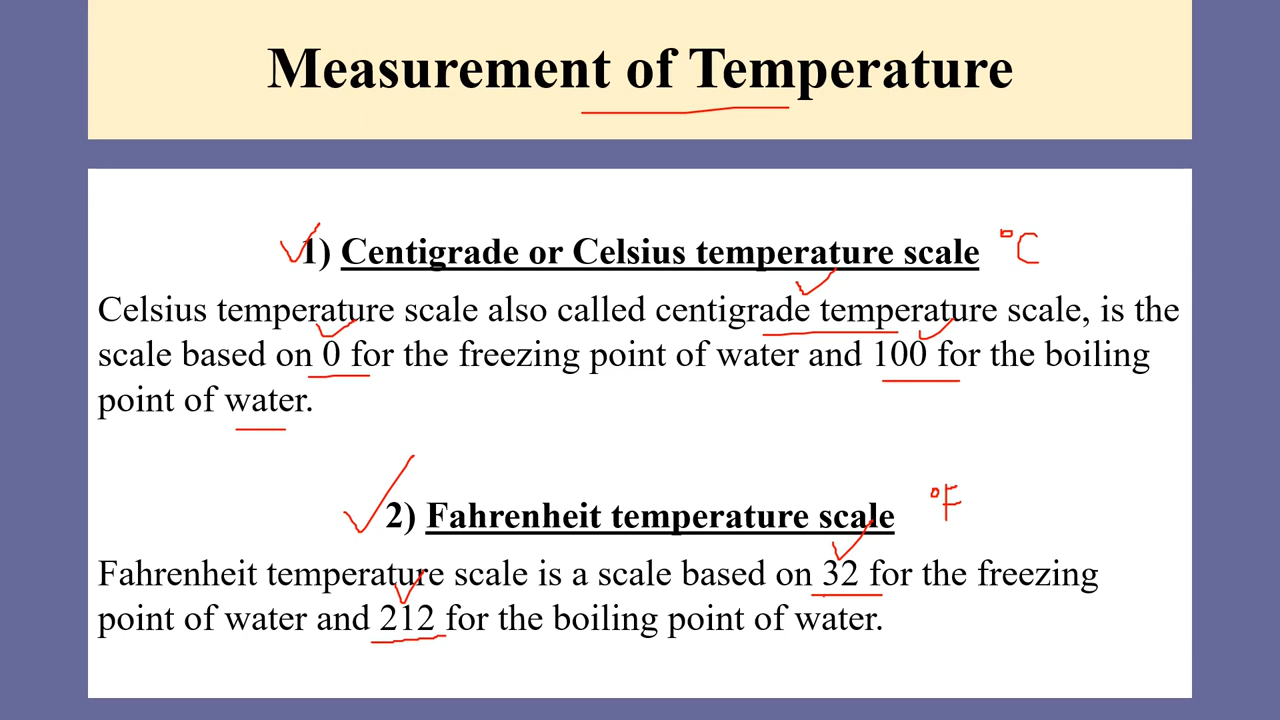 Measurement of Temperature
1) Centigrade or Celsius temperature scale °C
Celsius temperature scale also called centigrade temperature scale, is the
scale based on 0 for the freezing point of water and 100 for the boiling
point of water.
2) Fahrenheit temperature scale °F
Fahrenheit temperature scale is a scale based on 32 for the freezing
point of water and 212 for the boiling point of water.